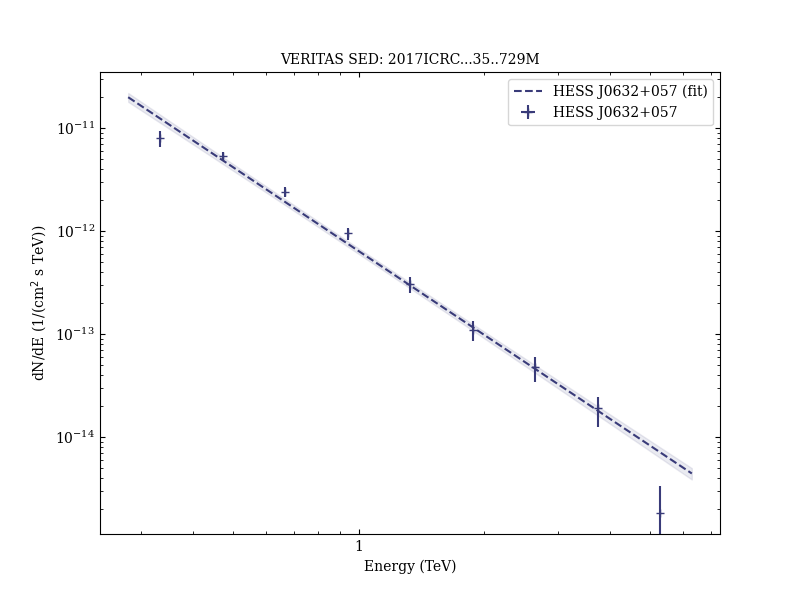 VERITAS SED: 2017ICRC...35..729M
HESS J0632+057 (fit)
HESS J0632+057
10⁻¹¹
10⁻¹²
10⁻¹³
10⁻¹⁴
dN/dE (1/(cm² s TeV))
1
Energy (TeV)